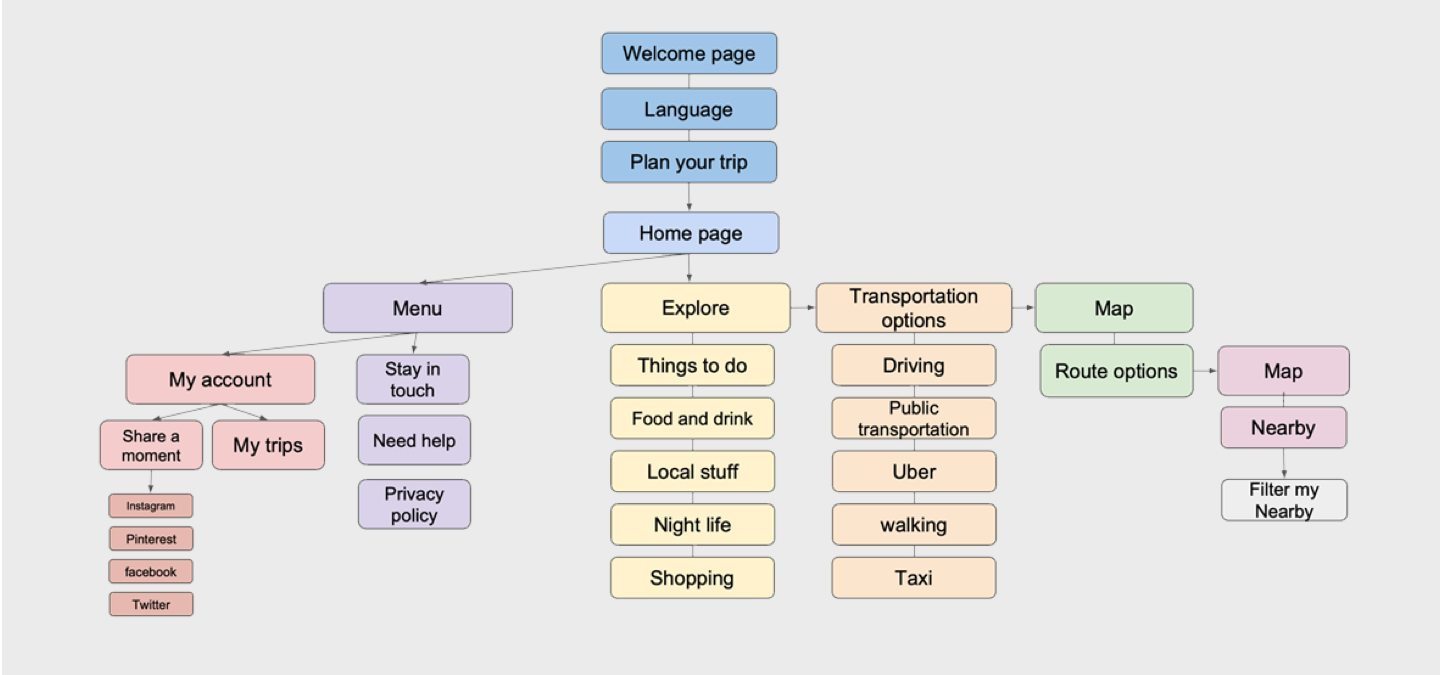 Welcome page
Language
Plan your trip
Home page
Menu
Explore
Transportation
options
Map
My account
Stay in
touch
Things to do
Driving
Route options
Map
Share a
moment
My trips
Need help
Food and drink
Public
transportation
Nearby
Local stuff
Uber
Privacy
policy
Filter my
Nearby
Instagram
Pinterest
facebook
Twitter
Night life
walking
Shopping
Taxi